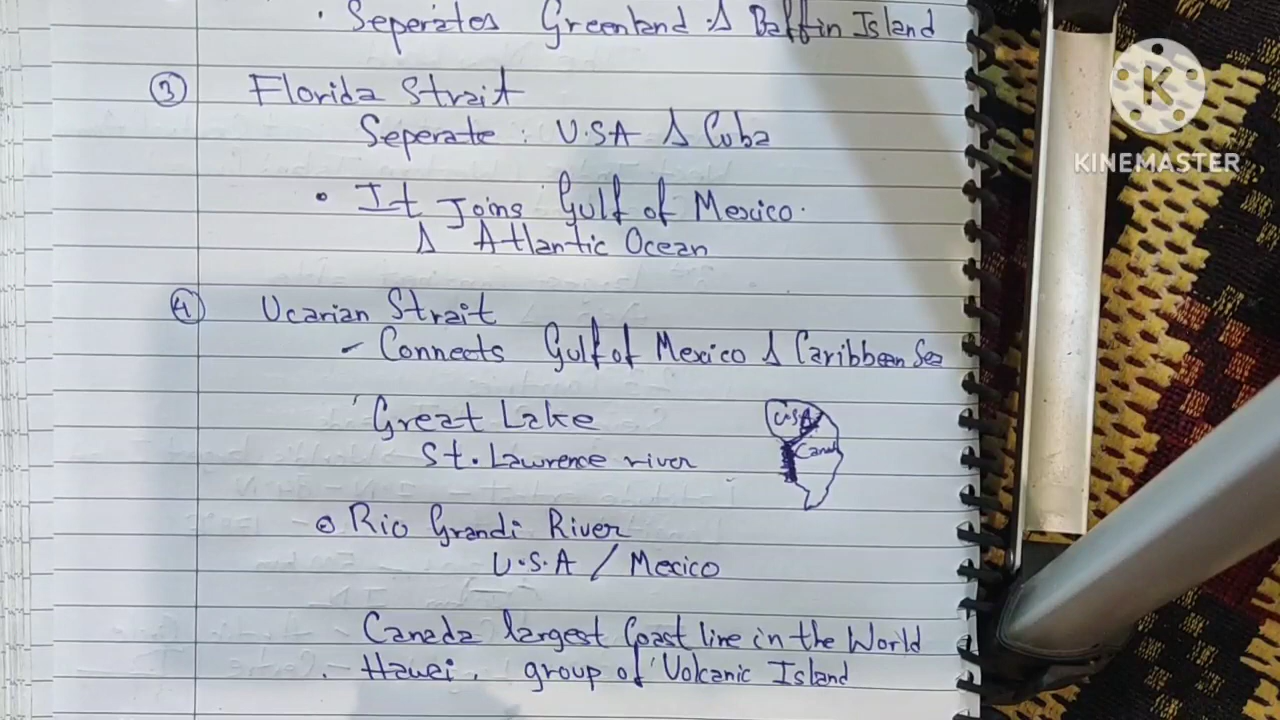 · Seperates Greenland & Baffin Island
③ Florida Strait
Seperate : U.S.A & Cuba
• It Joins Gulf of Mexico.
& Atlantic Ocean
④ Ucarian Strait
- Connects Gulf of Mexico & Caribbean Sea
Great Lake
St. Lawrence river
U.S.A
Cana
Rio Grandi River
U.S.A / Mexico
Canada largest Coast line in the World
. Hawei, group of Volcanic Island
K
KINEMASTER